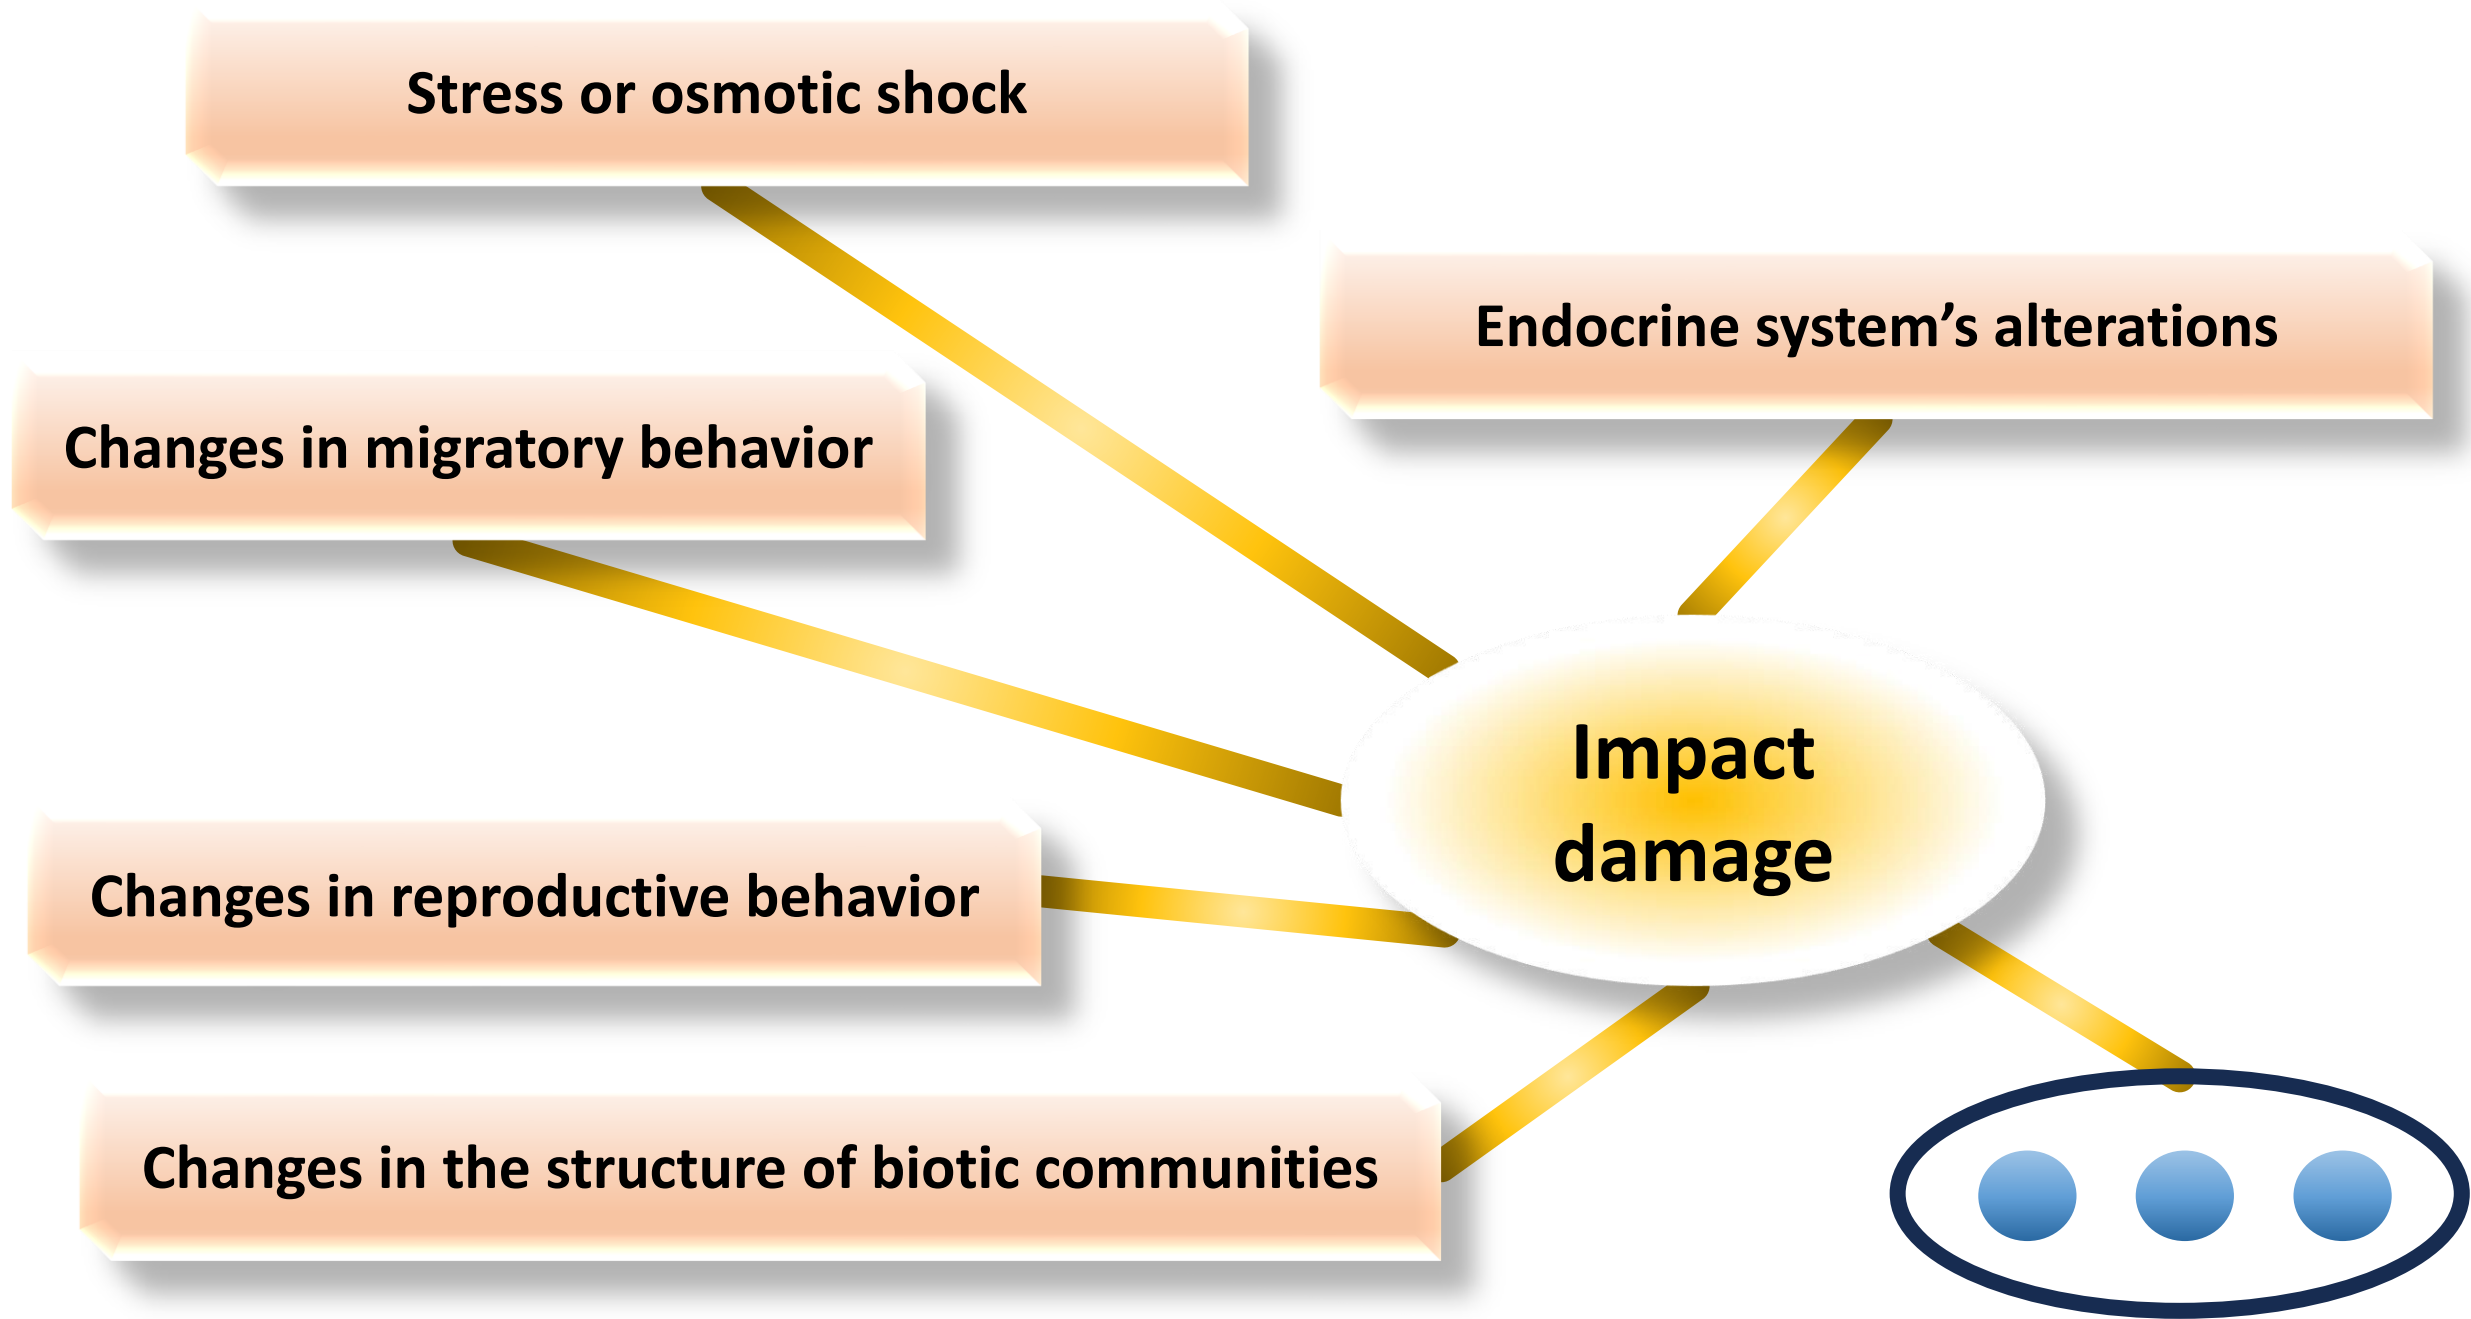 Stress or osmotic shock
Endocrine system’s alterations
Changes in migratory behavior
Impact
damage
Changes in reproductive behavior
Changes in the structure of biotic communities